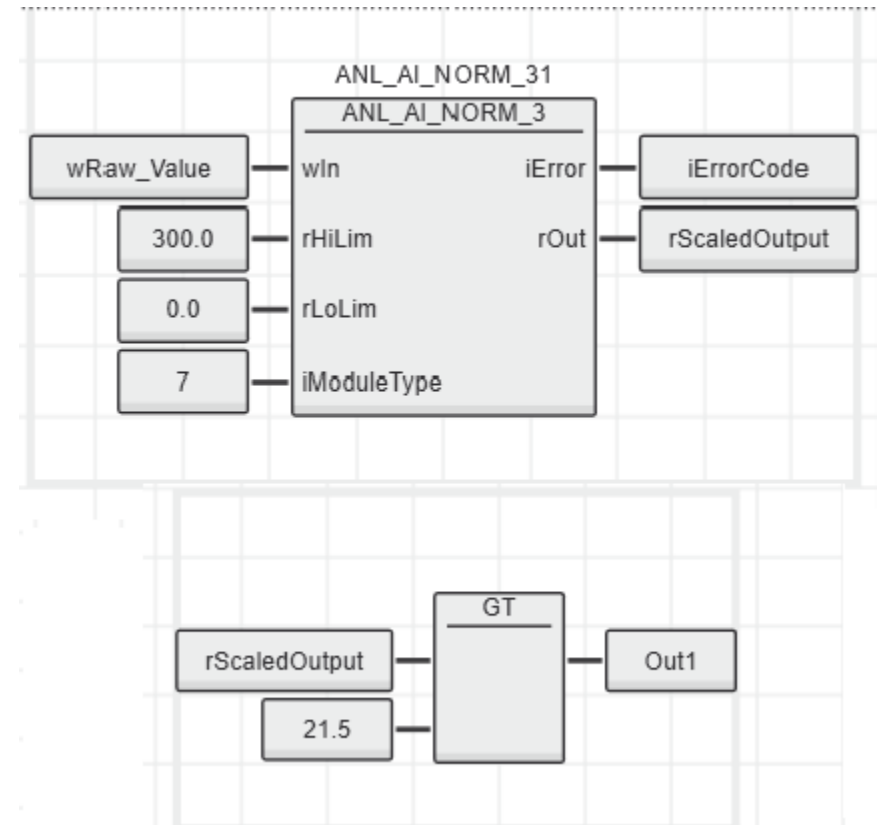 ANL_AI_NORM_31
ANL_AI_NORM_3
wRaw_Value wIn iError iErrorCode
300.0 rHiLim rOut rScaledOutput
0.0 rLoLim
7 iModuleType
GT
rScaledOutput Out1
21.5